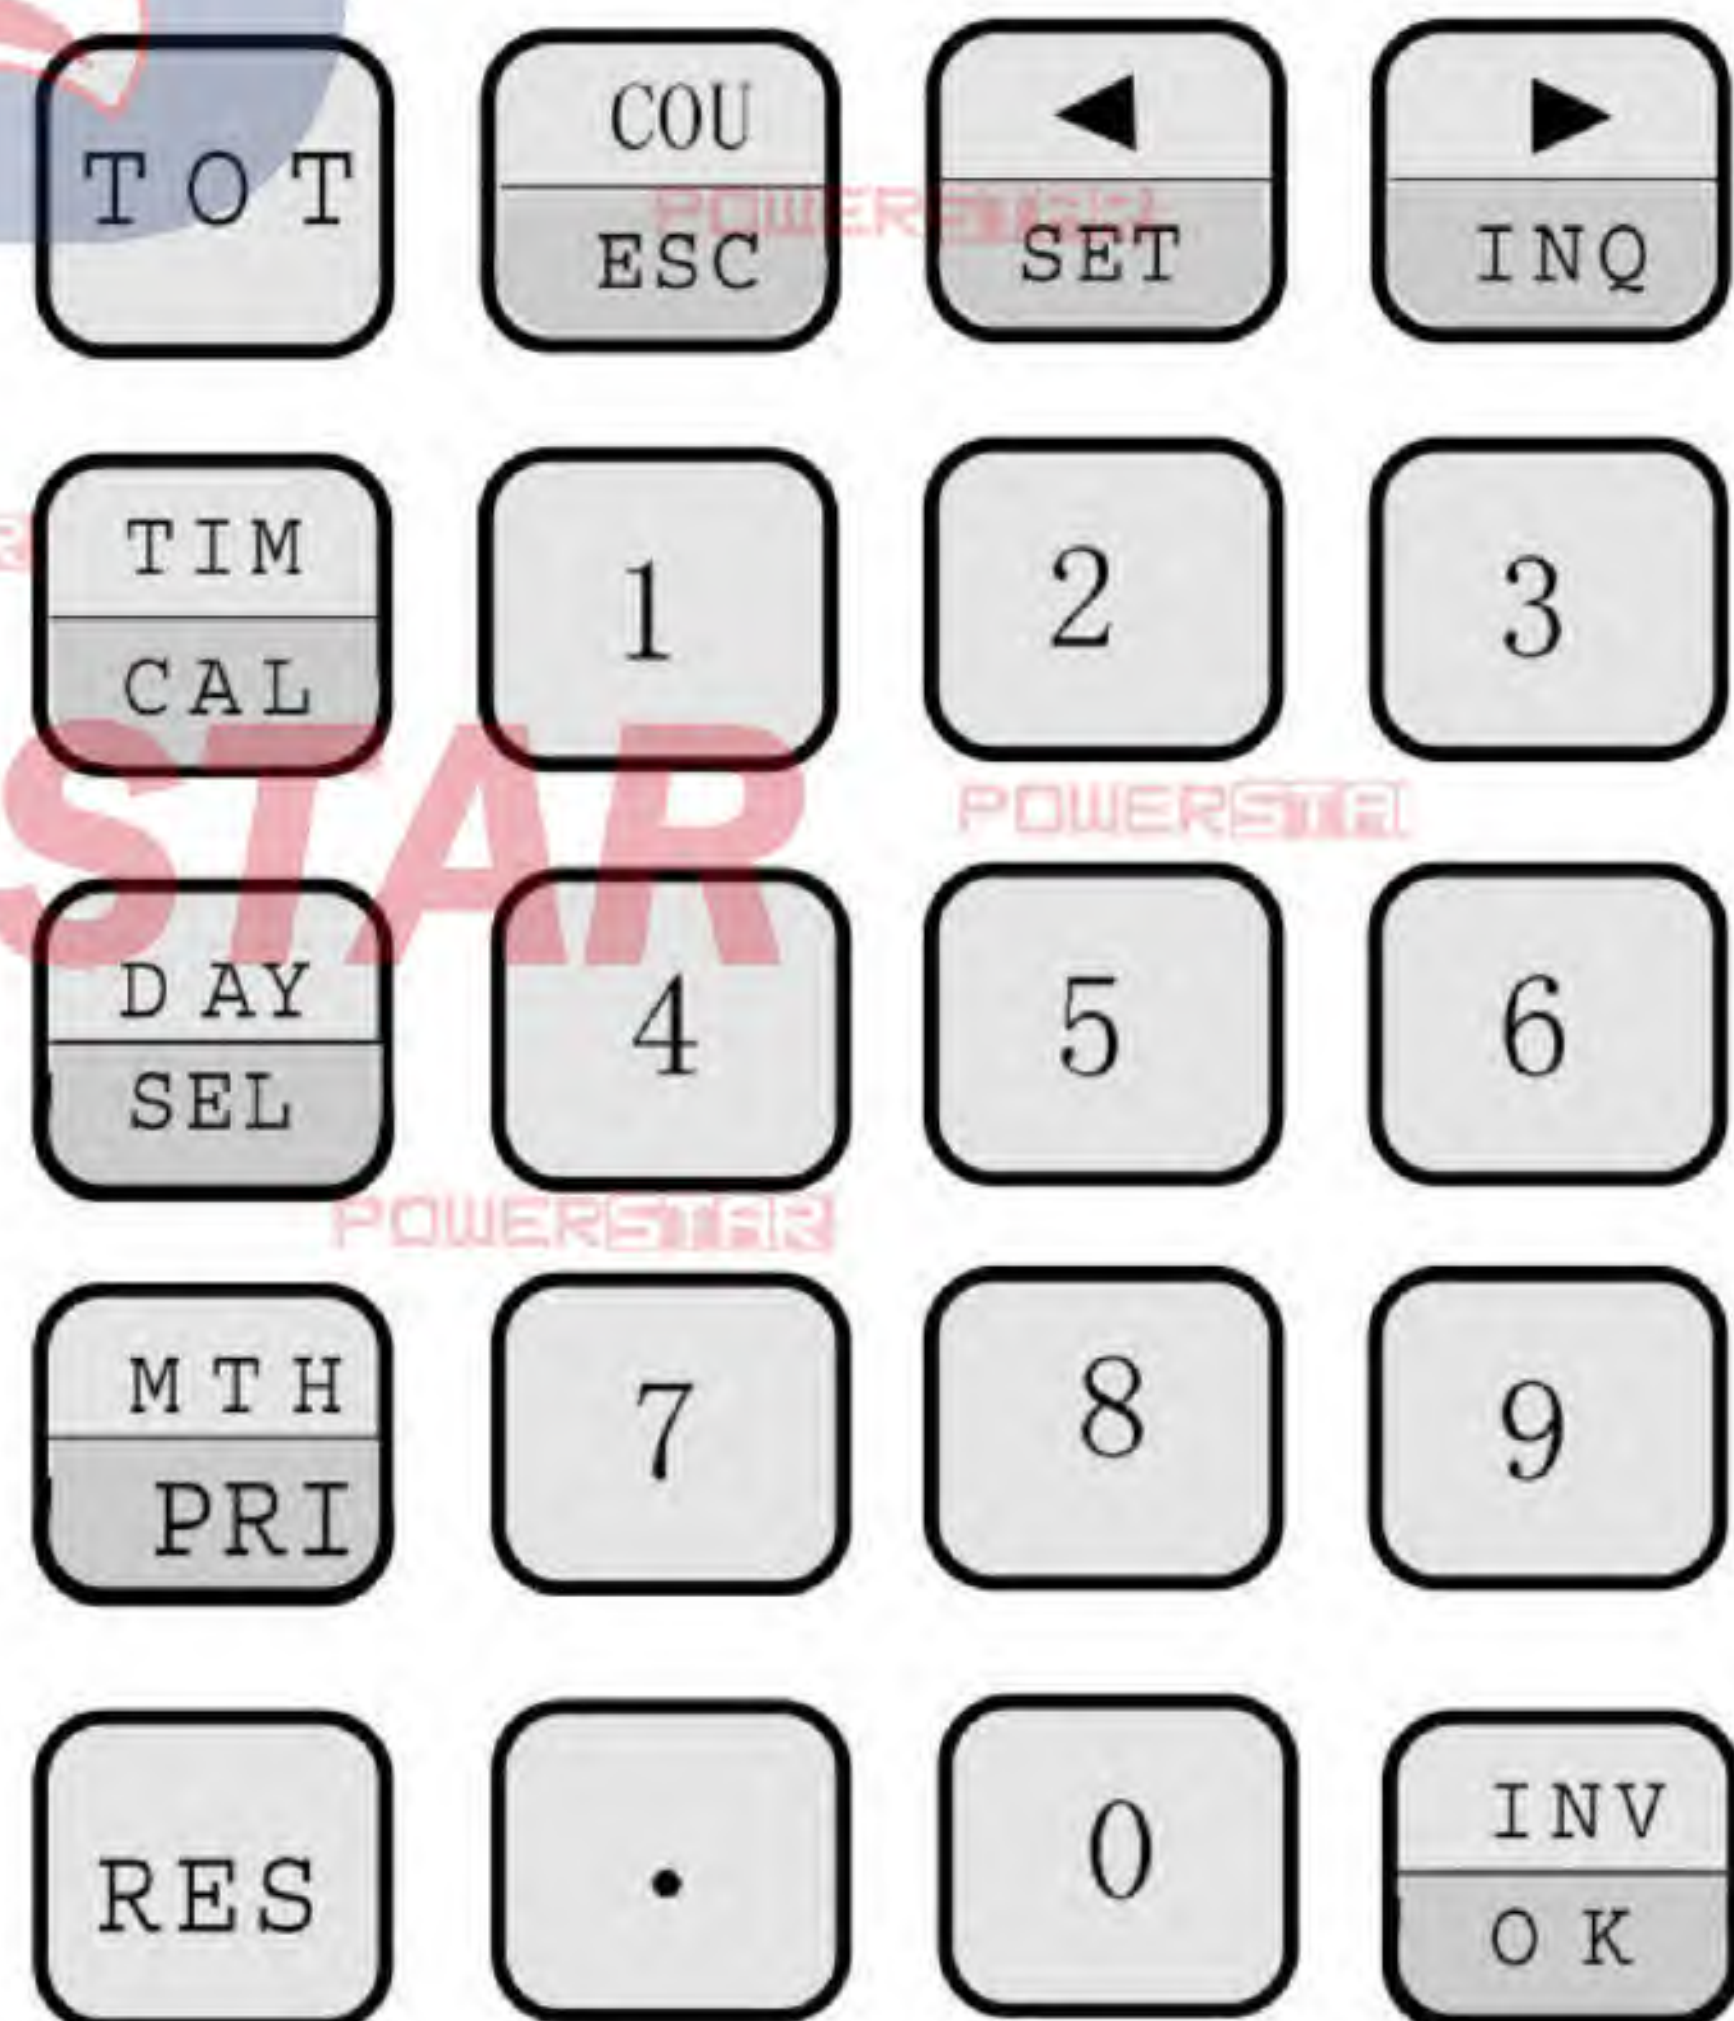 TOT
COU
ESC
◀
SET
▶
INQ
POWERSTAR
TIM
CAL
1
2
3
STAR
POWERSTA
DAY
SEL
4
5
6
POWERSTAR
MTH
PRI
7
8
9
RES
.
0
INV
OK